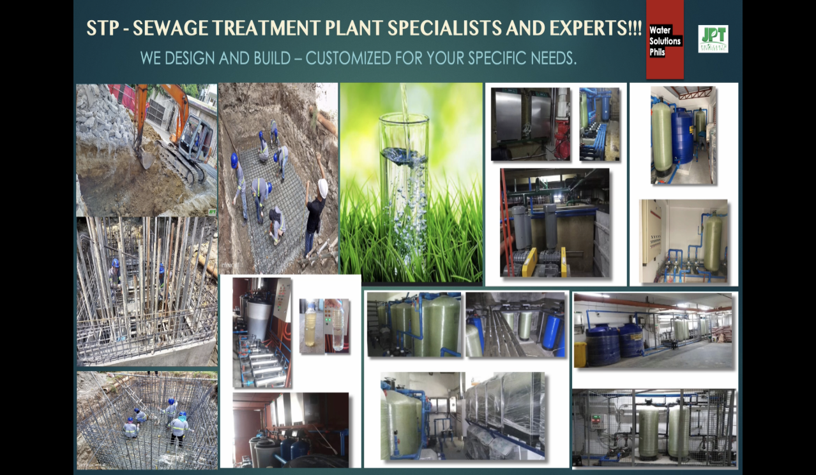 STP - SEWAGE TREATMENT PLANT SPECIALISTS AND EXPERTS!!!
WE DESIGN AND BUILD – CUSTOMIZED FOR YOUR SPECIFIC NEEDS.
Water
Solutions
Phils
JPT